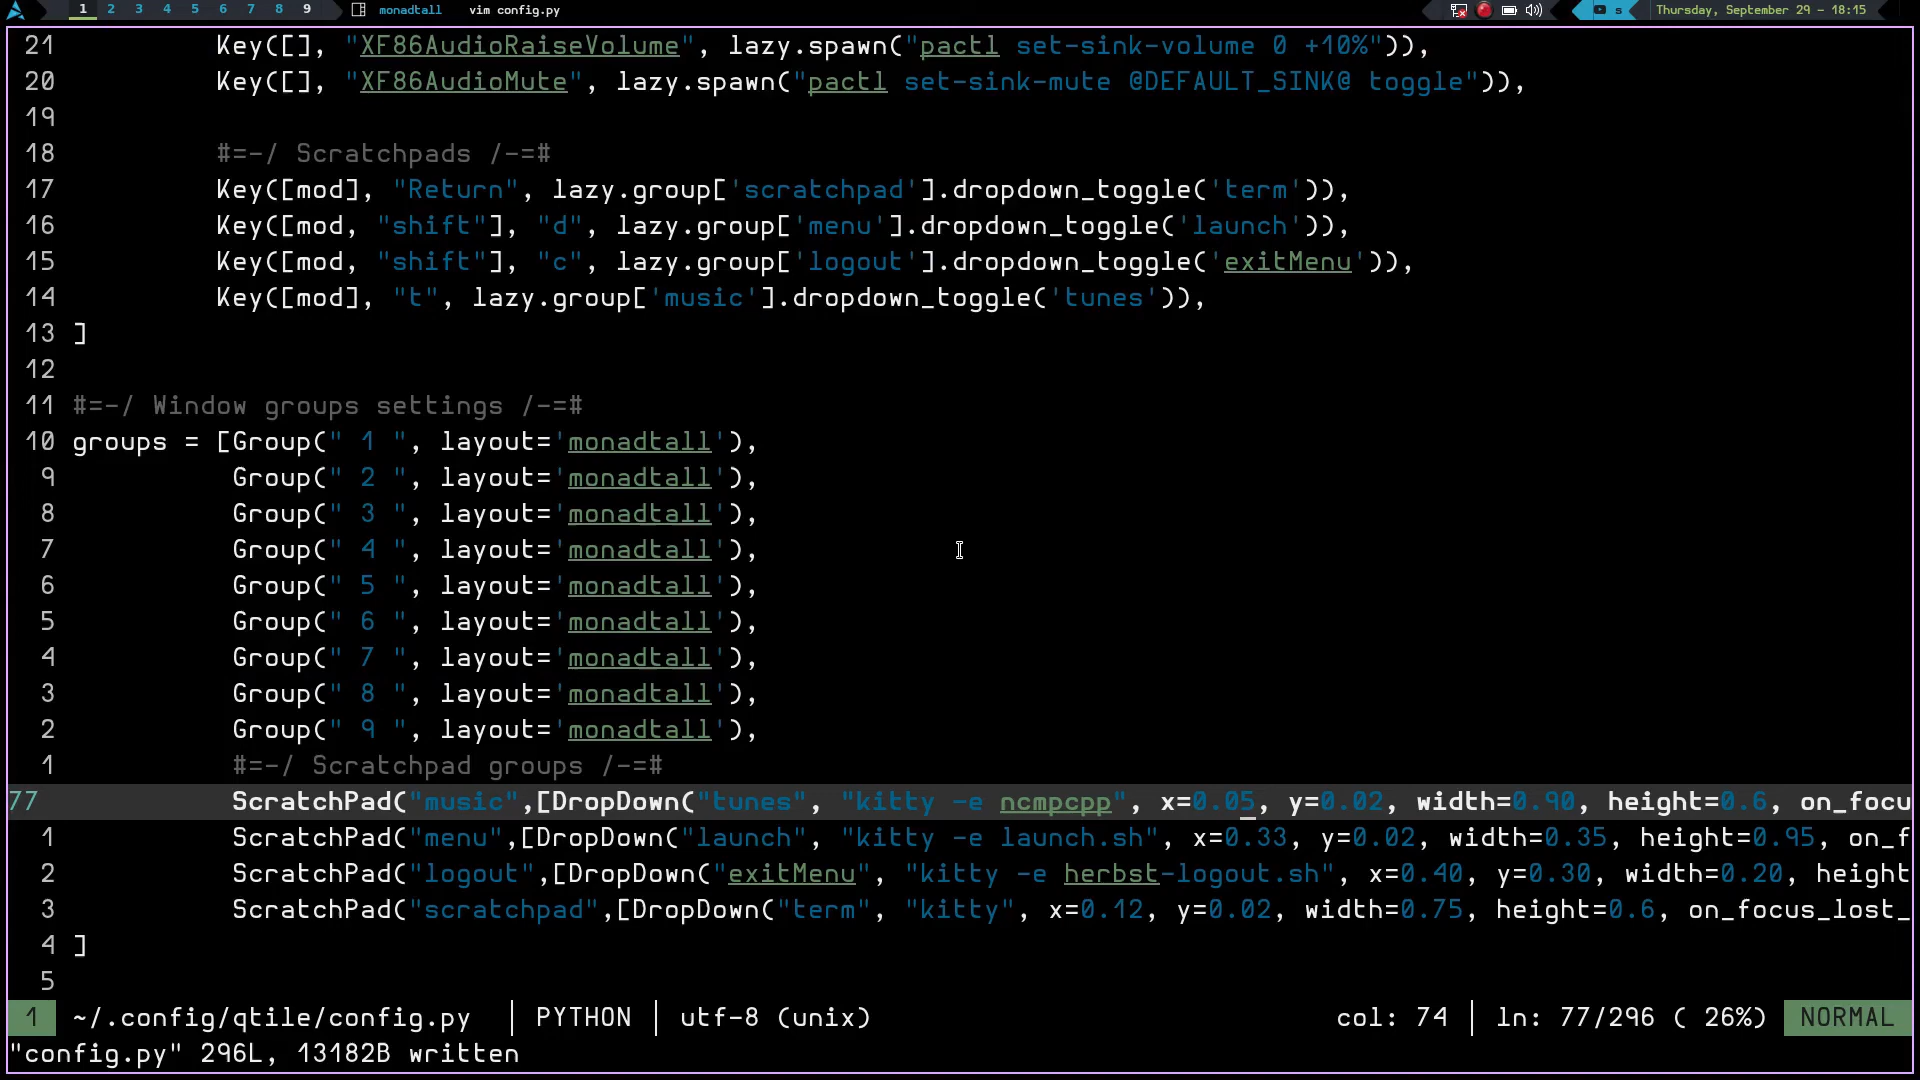 1 2 3 4 5 6 7 8 9 monadtall vim config.py s Thursday, September 29 - 18:15
21 Key([], "XF86AudioRaiseVolume", lazy.spawn("pactl set-sink-volume 0 +10%")),
20 Key([], "XF86AudioMute", lazy.spawn("pactl set-sink-mute @DEFAULT_SINK@ toggle")),
19
18 #=-/ Scratchpads /-=#
17 Key([mod], "Return", lazy.group['scratchpad'].dropdown_toggle('term')),
16 Key([mod, "shift"], "d", lazy.group['menu'].dropdown_toggle('launch')),
15 Key([mod, "shift"], "c", lazy.group['logout'].dropdown_toggle('exitMenu')),
14 Key([mod], "t", lazy.group['music'].dropdown_toggle('tunes')),
13 ]
12
11 #=-/ Window groups settings /-=#
10 groups = [Group(" 1 ", layout='monadtall'),
9 Group(" 2 ", layout='monadtall'),
8 Group(" 3 ", layout='monadtall'),
7 Group(" 4 ", layout='monadtall'),
6 Group(" 5 ", layout='monadtall'),
5 Group(" 6 ", layout='monadtall'),
4 Group(" 7 ", layout='monadtall'),
3 Group(" 8 ", layout='monadtall'),
2 Group(" 9 ", layout='monadtall'),
1 #=-/ Scratchpad groups /-=#
77 ScratchPad("music",[DropDown("tunes", "kitty -e ncmpcpp", x=0.05, y=0.02, width=0.90, height=0.6, on_focu
1 ScratchPad("menu",[DropDown("launch", "kitty -e launch.sh", x=0.33, y=0.02, width=0.35, height=0.95, on_f
2 ScratchPad("logout",[DropDown("exitMenu", "kitty -e herbst-logout.sh", x=0.40, y=0.30, width=0.20, height
3 ScratchPad("scratchpad",[DropDown("term", "kitty", x=0.12, y=0.02, width=0.75, height=0.6, on_focus_lost_
4 ]
5
1 ~/.config/qtile/config.py | PYTHON | utf-8 (unix) col: 74 | ln: 77/296 ( 26%) NORMAL
"config.py" 296L, 13182B written